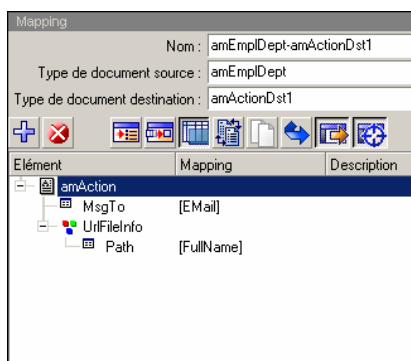 Mapping
Nom : amEmplDept-amActionDst1
Type de document source : amEmplDept
Type de document destination : amActionDst1
Elément Mapping Description
amAction
MsgTo [EMail]
UrlFileInfo
Path [FullName]